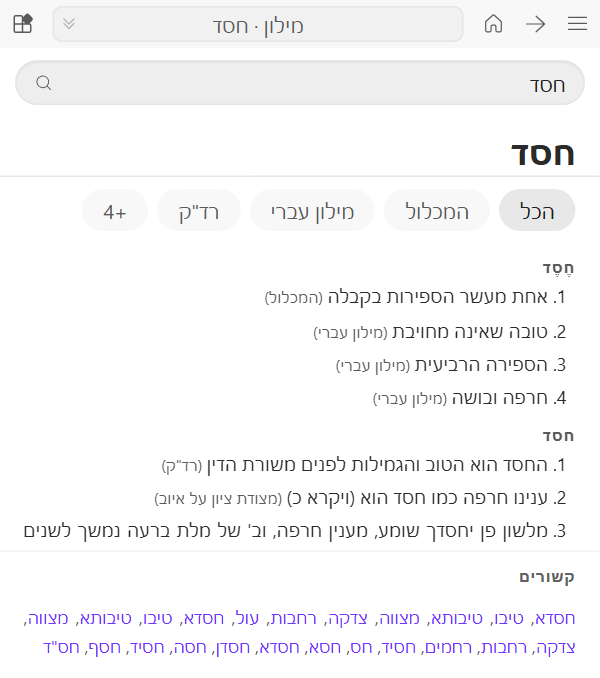 מילון · חסד
חסד
חסד
הכל
המכלול
מילון עברי
רד"ק
4+
חֶסֶד
1. אחת מעשר הספירות בקבלה (המכלול)
2. טובה שאינה מחויבת (מילון עברי)
3. הספירה הרביעית (מילון עברי)
4. חרפה ובושה (מילון עברי)
חסד
1. החסד הוא הטוב והגמילות לפנים משורת הדין (רד"ק)
2. ענינו חרפה כמו חסד הוא (ויקרא כ) (מצודת ציון על איוב)
3. מלשון פן יחסדך שומע, מענין חרפה, וב' של מלת ברעה נמשך לשנים
קשורים
חסדא, טיבו, טיבותא, מצווה, צדקה, רחבות, עול, חסדא, טיבו, טיבותא, מצווה,
צדקה, רחבות, רחמים, חסיד, חס, חסא, חסדא, חסדן, חסה, חסיד, חסף, חס"ד